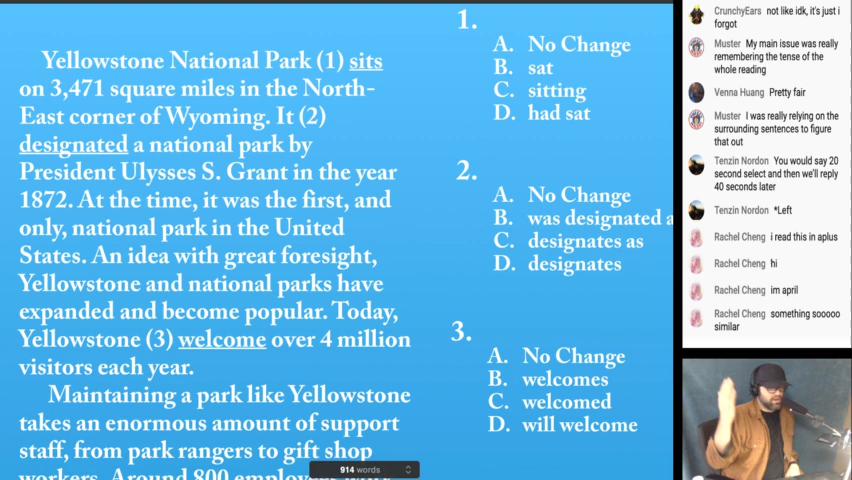 Yellowstone National Park (1) sits
on 3,471 square miles in the North-
East corner of Wyoming. It (2)
designated a national park by
President Ulysses S. Grant in the year
1872. At the time, it was the first, and
only, national park in the United
States. An idea with great foresight,
Yellowstone and national parks have
expanded and become popular. Today,
Yellowstone (3) welcome over 4 million
visitors each year.
Maintaining a park like Yellowstone
takes an enormous amount of support
staff, from park rangers to gift shop
workers. Around 800
914 words
1.
A. No Change
B. sat
C. sitting
D. had sat
2.
A. No Change
B. was designated a
C. designates as
D. designates
3.
A. No Change
B. welcomes
C. welcomed
D. will welcome
CrunchyEars not like idk, it's just i
forgot
Muster My main issue was really
remembering the tense of the
whole reading
Venna Huang Pretty fair
Muster I was really relying on the
surrounding sentences to figure
that out
Tenzin Nordon You would say 20
second select and then we'll reply
40 seconds later
Tenzin Nordon *Left
Rachel Cheng i read this in aplus
Rachel Cheng hi
Rachel Cheng im april
Rachel Cheng something sooooo
similar